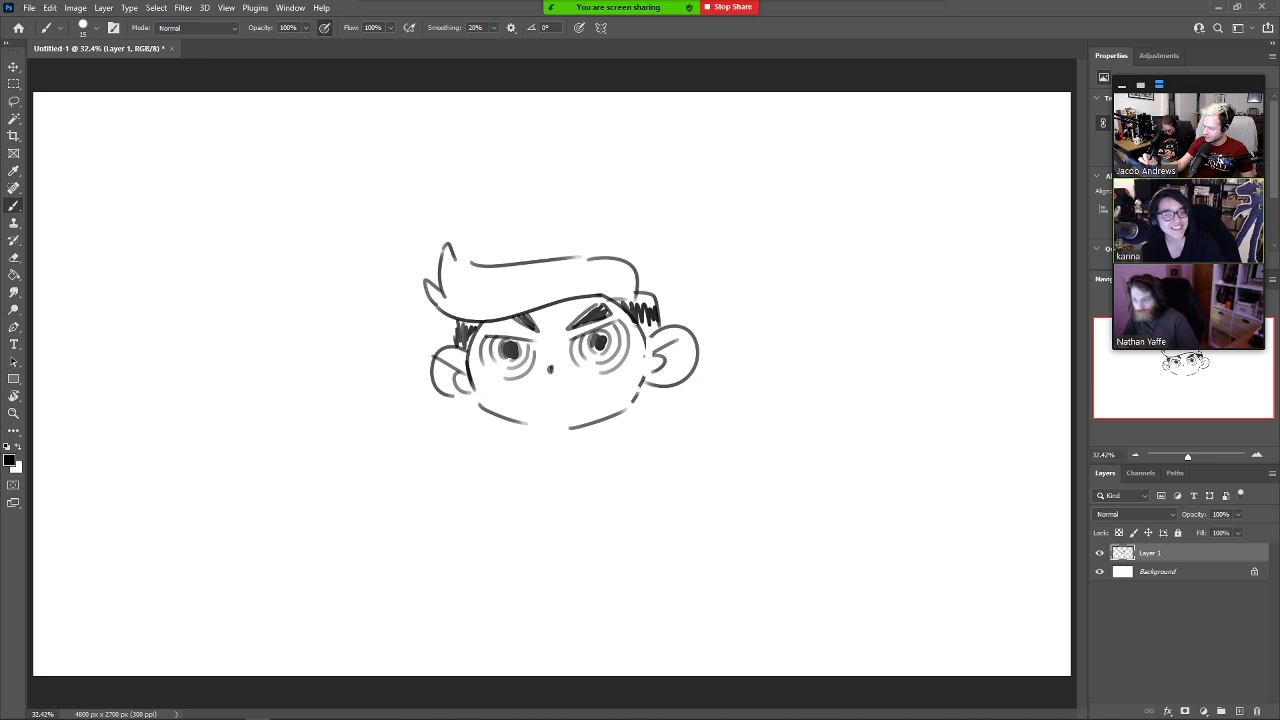 You are screen sharing Stop Share
Ps File Edit Image Layer Type Select Filter 3D View Plugins Window Help
15 Mode: Normal Opacity: 100% Flow: 100% Smoothing: 20% 0°
Untitled-1 @ 32.4% (Layer 1, RGB/8) * ×
Properties Adjustments
Jacob Andrews
karina
Nathan Yaffe
32.42%
Layers Channels Paths
Kind
Normal Opacity: 100%
Lock: Fill: 100%
Layer 1
Background
32.42% 4800 px x 2700 px (300 ppi)